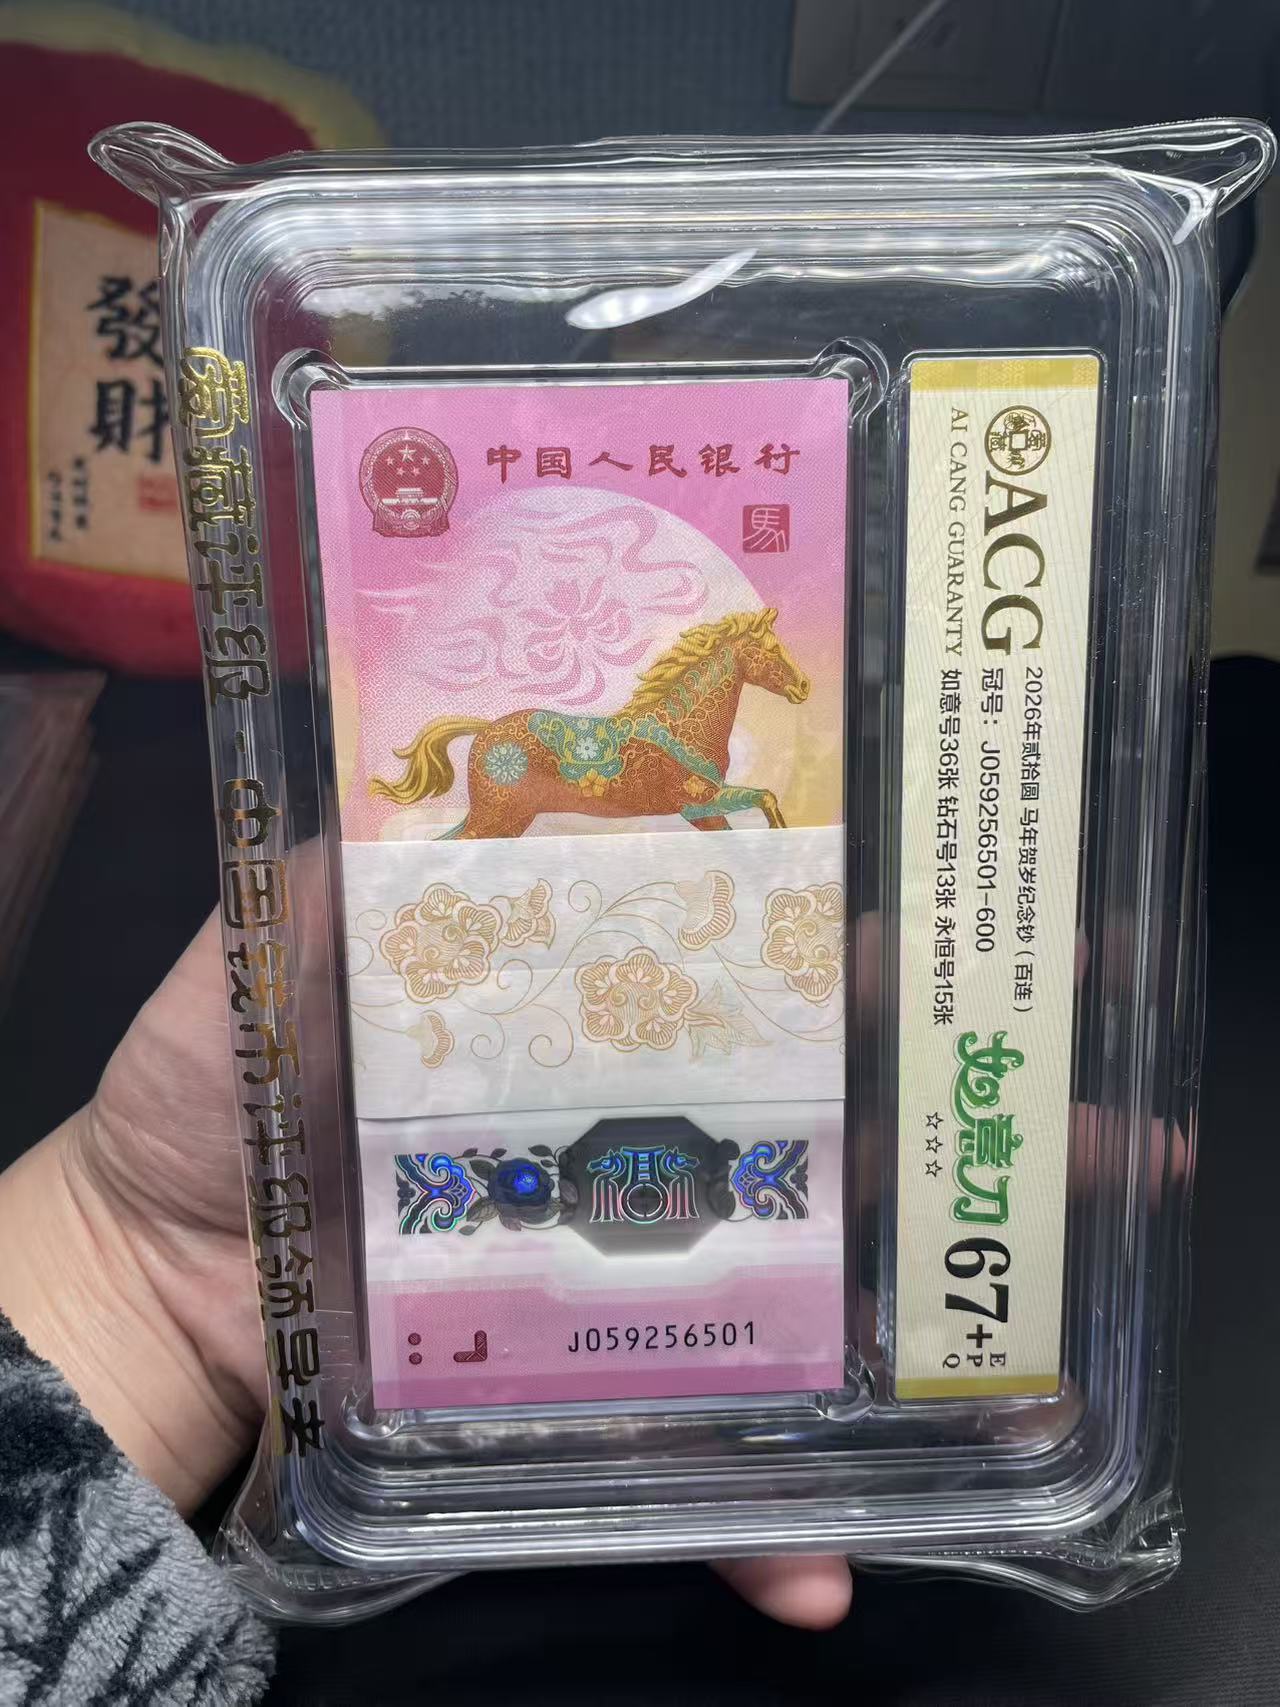 發
財
愛藏评级-中国钱币评级领导者
中国人民银行
馬
J059256501
ACG
AI CANG GUARANTY
2026年贰拾圆 马年贺岁纪念钞（百连）
冠号：J059256501-600
如意号36张 钻石号13张 永恒号15张
如意刀
☆☆☆
67+
EPQ